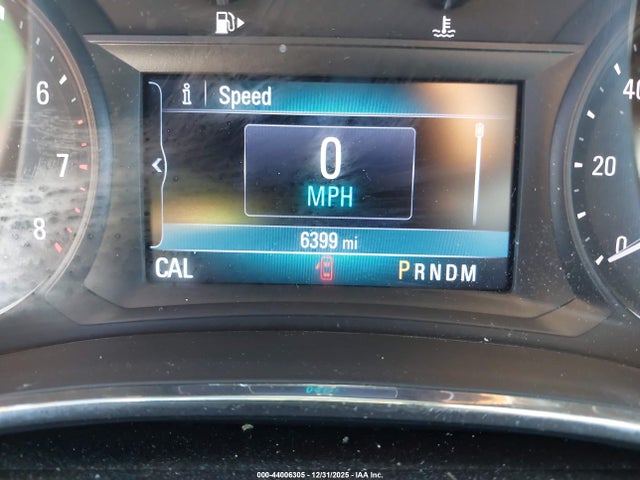 i Speed
6
7
8
0
MPH
40
20
0
6399 mi
CAL
PRNDM
000-44006305 - 12/31/2025 - IAA Inc.